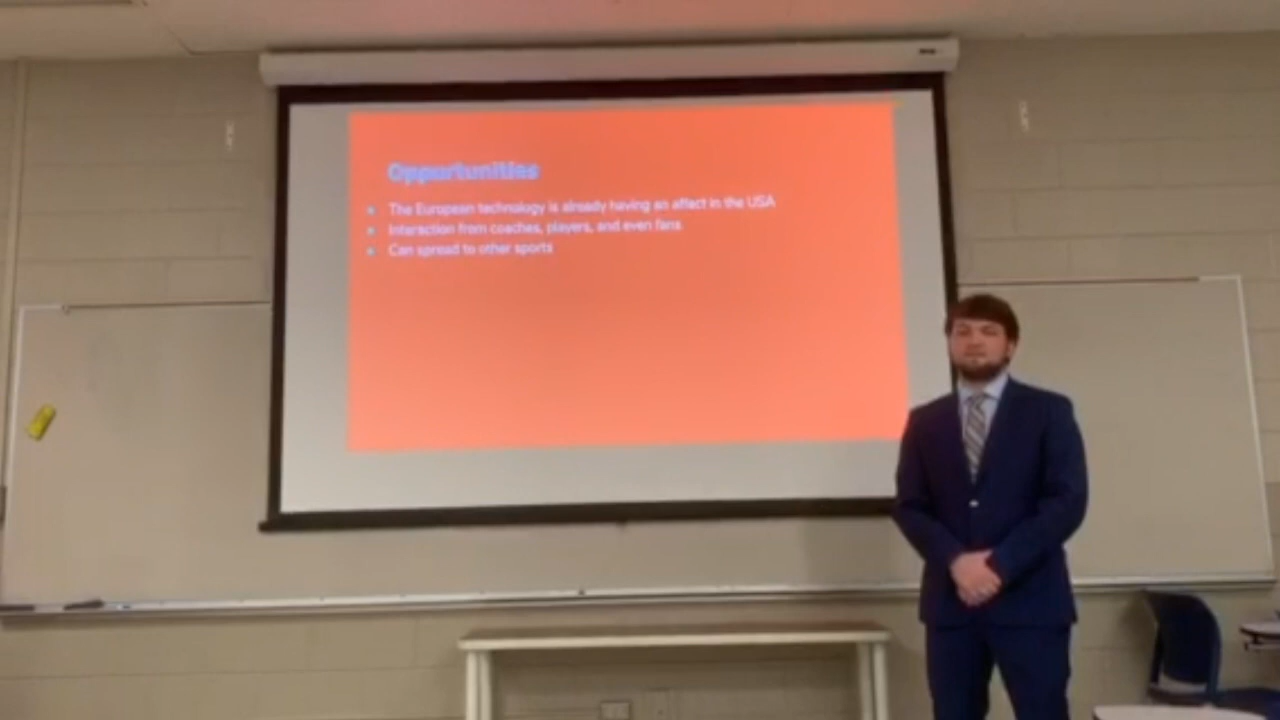 Opportunities
The European technology is already having an affect in the USA
Interaction from coaches, players, and even fans
Can spread to other sports